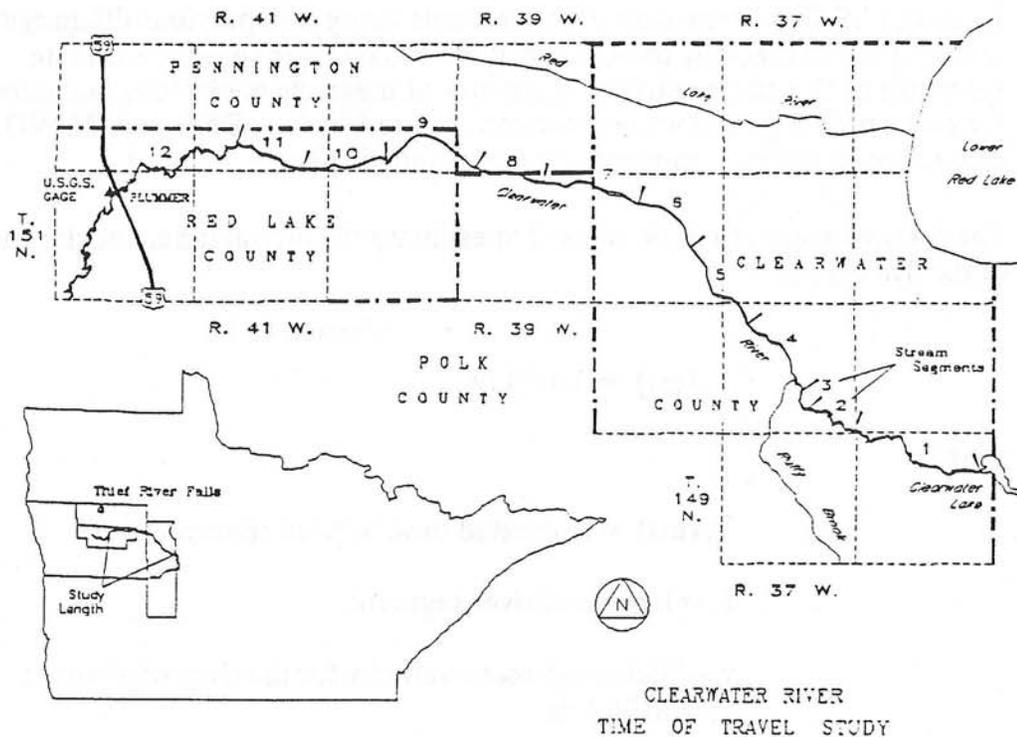 R. 41 W. R. 39 W. R. 37 W.
59
PENNINGTON
COUNTY
Red
Lake
River
Lower
Red Lake
9
12 11 10 8 7
U.S.G.S.
GAGE
PLUMMER
Clearwater
6
T.
151
N.
RED LAKE
COUNTY
CLEARWATER
5
59
R. 41 W. R. 39 W.
River
4
Stream
Segments
POLK
COUNTY
COUNTY
3
2
1
Ruffy
Brook
Clearwater
Lake
T.
149
N.
R. 37 W.
Thief River Falls
Study
Length
N
CLEARWATER RIVER
TIME OF TRAVEL STUDY